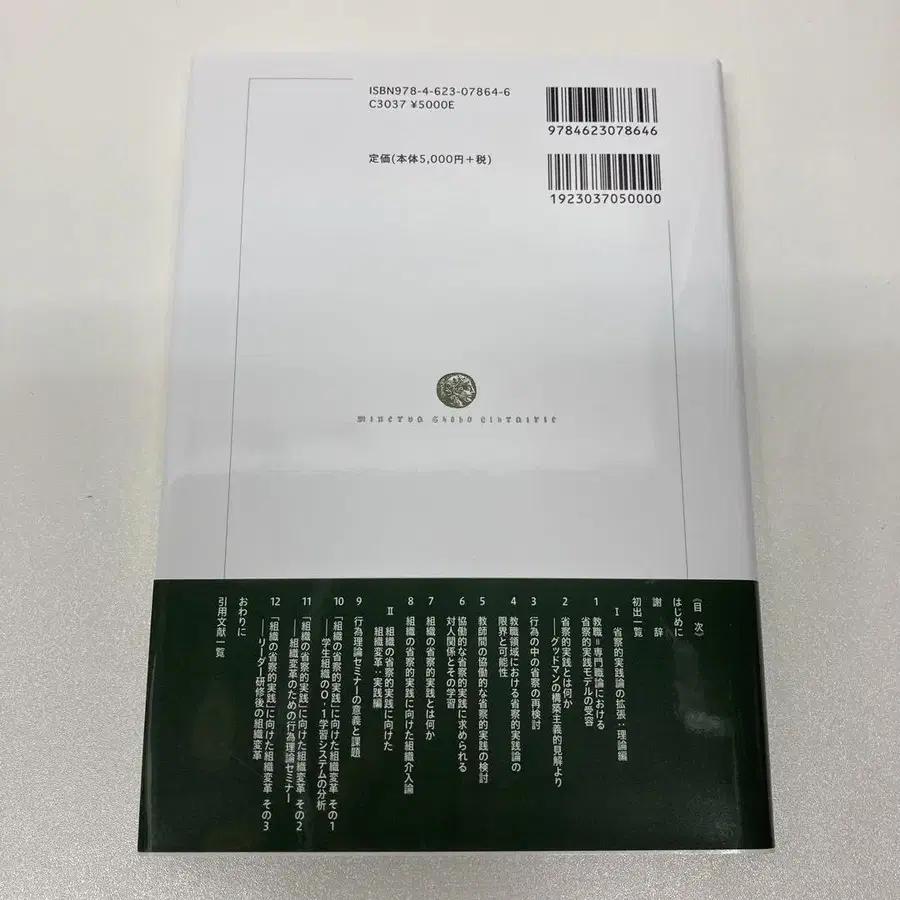 ISBN978-4-623-07864-6
C3037 ¥5000E
9784623078646
定価(本体5,000円+税)
1923037050000
Minerva Shobo Librairie
《目 次》
はじめに
謝 辞
初出一覧
Ⅰ 省察的実践論の拡張:理論編
1 教職=専門職論における
省察的実践モデルの受容
2 省察的実践とは何か
――グッドマンの構築主義的見解より
3 行為の中の省察の再検討
4 教職領域における省察的実践論の
限界と可能性
5 教師間の協働的な省察的実践の検討
6 協働的な省察的実践に求められる
対人関係とその学習
7 組織の省察的実践とは何か
8 組織の省察的実践に向けた組織介入論
Ⅱ 組織の省察的実践に向けた
組織変革:実践編
9 行為理論セミナーの意義と課題
10 「組織の省察的実践」に向けた組織変革 その1
――学生組織のO-1学習システムの分析
11 「組織の省察的実践」に向けた組織変革 その2
――組織変革のための行為理論セミナー
12 「組織の省察的実践」に向けた組織変革 その3
――リーダー研修後の組織変革
おわりに
引用文献一覧